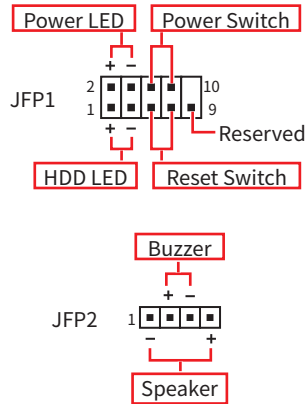 Power LED Power Switch
+ −
2 10
JFP1
1 9
+ −
Reserved
HDD LED Reset Switch
Buzzer
+ −
JFP2 1
− +
Speaker